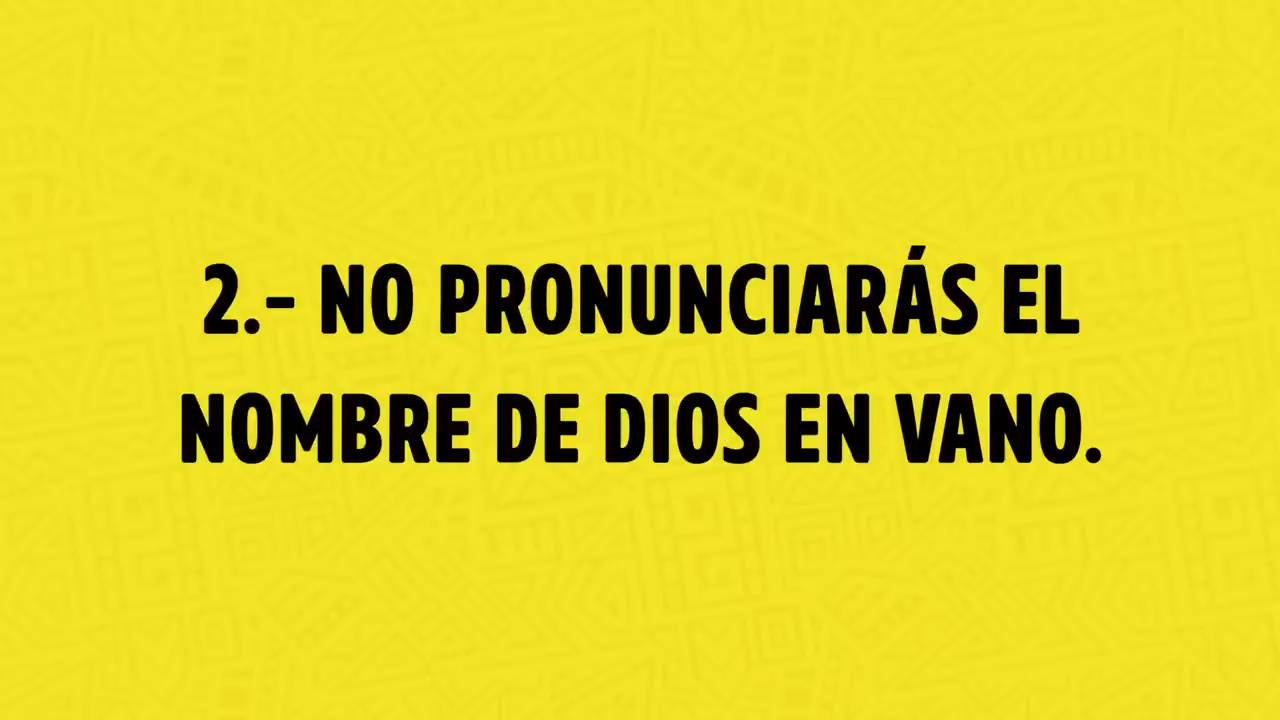 2.- NO PRONUNCIARÁS EL
NOMBRE DE DIOS EN VANO.